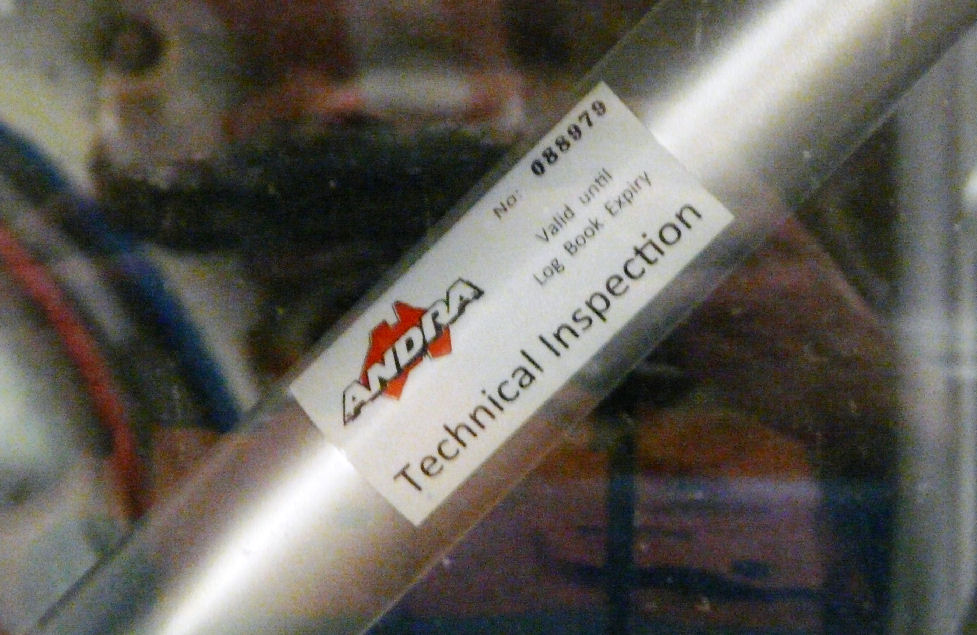 No: 088979
ANDRA
Valid until
Log Book Expiry
Technical Inspection